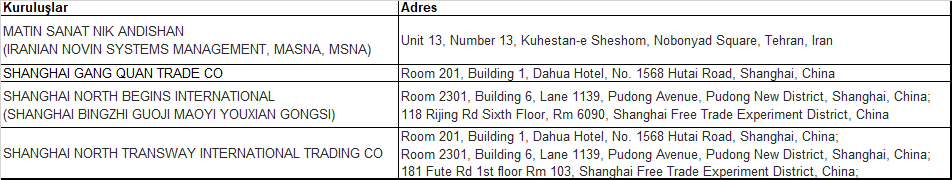 Kuruluşlar Adres
MATIN SANAT NIK ANDISHAN
(IRANIAN NOVIN SYSTEMS MANAGEMENT, MASNA, MSNA)
Unit 13, Number 13, Kuhestan-e Sheshom, Nobonyad Square, Tehran, Iran
SHANGHAI GANG QUAN TRADE CO
Room 201, Building 1, Dahua Hotel, No. 1568 Hutai Road, Shanghai, China
SHANGHAI NORTH BEGINS INTERNATIONAL
(SHANGHAI BINGZHI GUOJI MAOYI YOUXIAN GONGSI)
Room 2301, Building 6, Lane 1139, Pudong Avenue, Pudong New District, Shanghai, China;
118 Rijing Rd Sixth Floor, Rm 6090, Shanghai Free Trade Experiment District, China
SHANGHAI NORTH TRANSWAY INTERNATIONAL TRADING CO
Room 201, Building 1, Dahua Hotel, No. 1568 Hutai Road, Shanghai, China;
Room 2301, Building 6, Lane 1139, Pudong Avenue, Pudong New District, Shanghai, China;
181 Fute Rd 1st floor Rm 103, Shanghai Free Trade Experiment District, China;